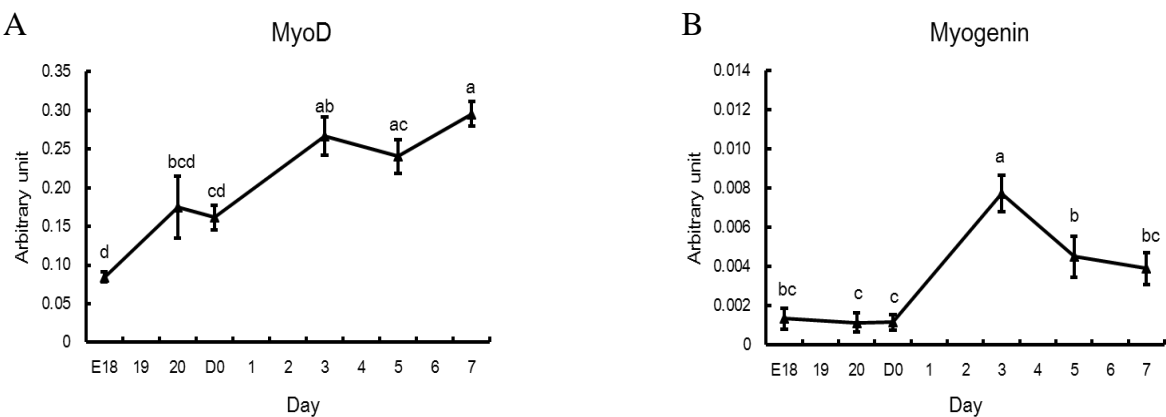 A
MyoD
0.35
0.30
0.25
0.20
0.15
0.10
0.05
0
Arbitrary unit
d
bcd
cd
ab
ac
a
E18 19 20 D0 1 2 3 4 5 6 7
Day
B
Myogenin
0.014
0.012
0.010
0.008
0.006
0.004
0.002
0.000
Arbitrary unit
bc
c
c
a
b
bc
E18 19 20 D0 1 2 3 4 5 6 7
Day